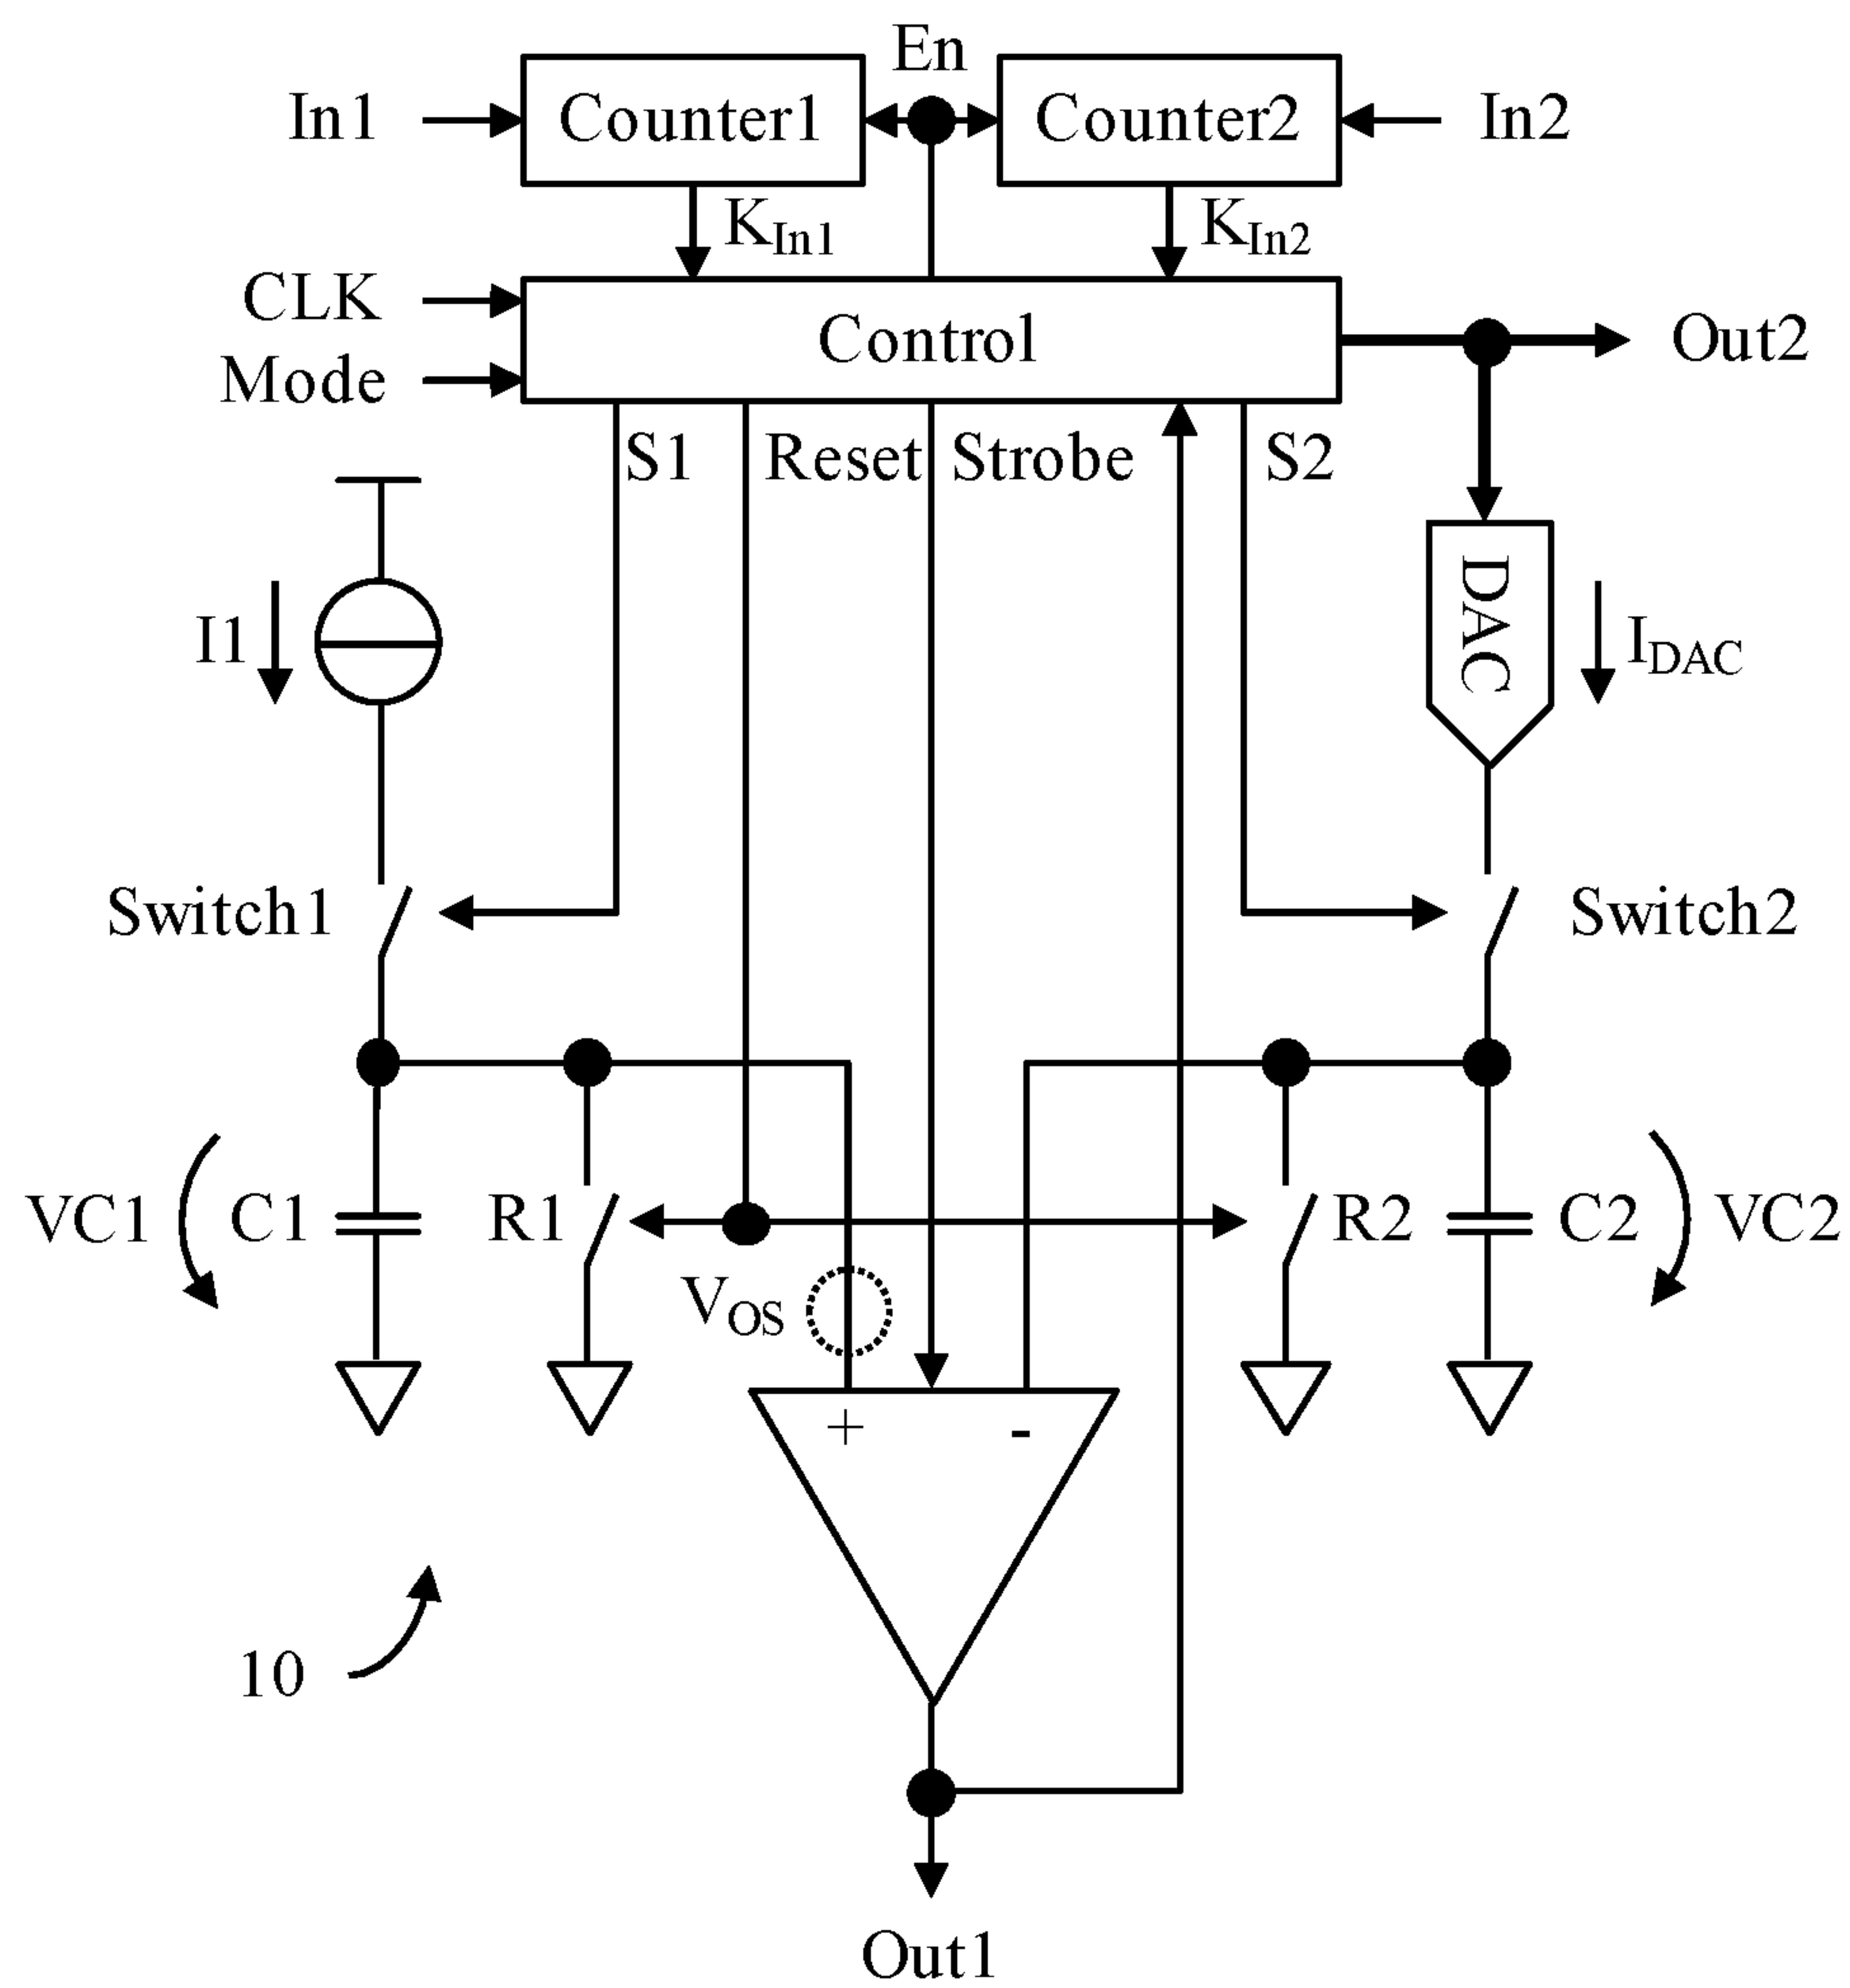 En
In1
Counter1
Counter2
In2
KIn1
KIn2
CLK
Mode
Control
Out2
S1
Reset
Strobe
S2
I1
DAC
IDAC
Switch1
Switch2
VC1
C1
R1
R2
C2
VC2
VOS
+
-
10
Out1